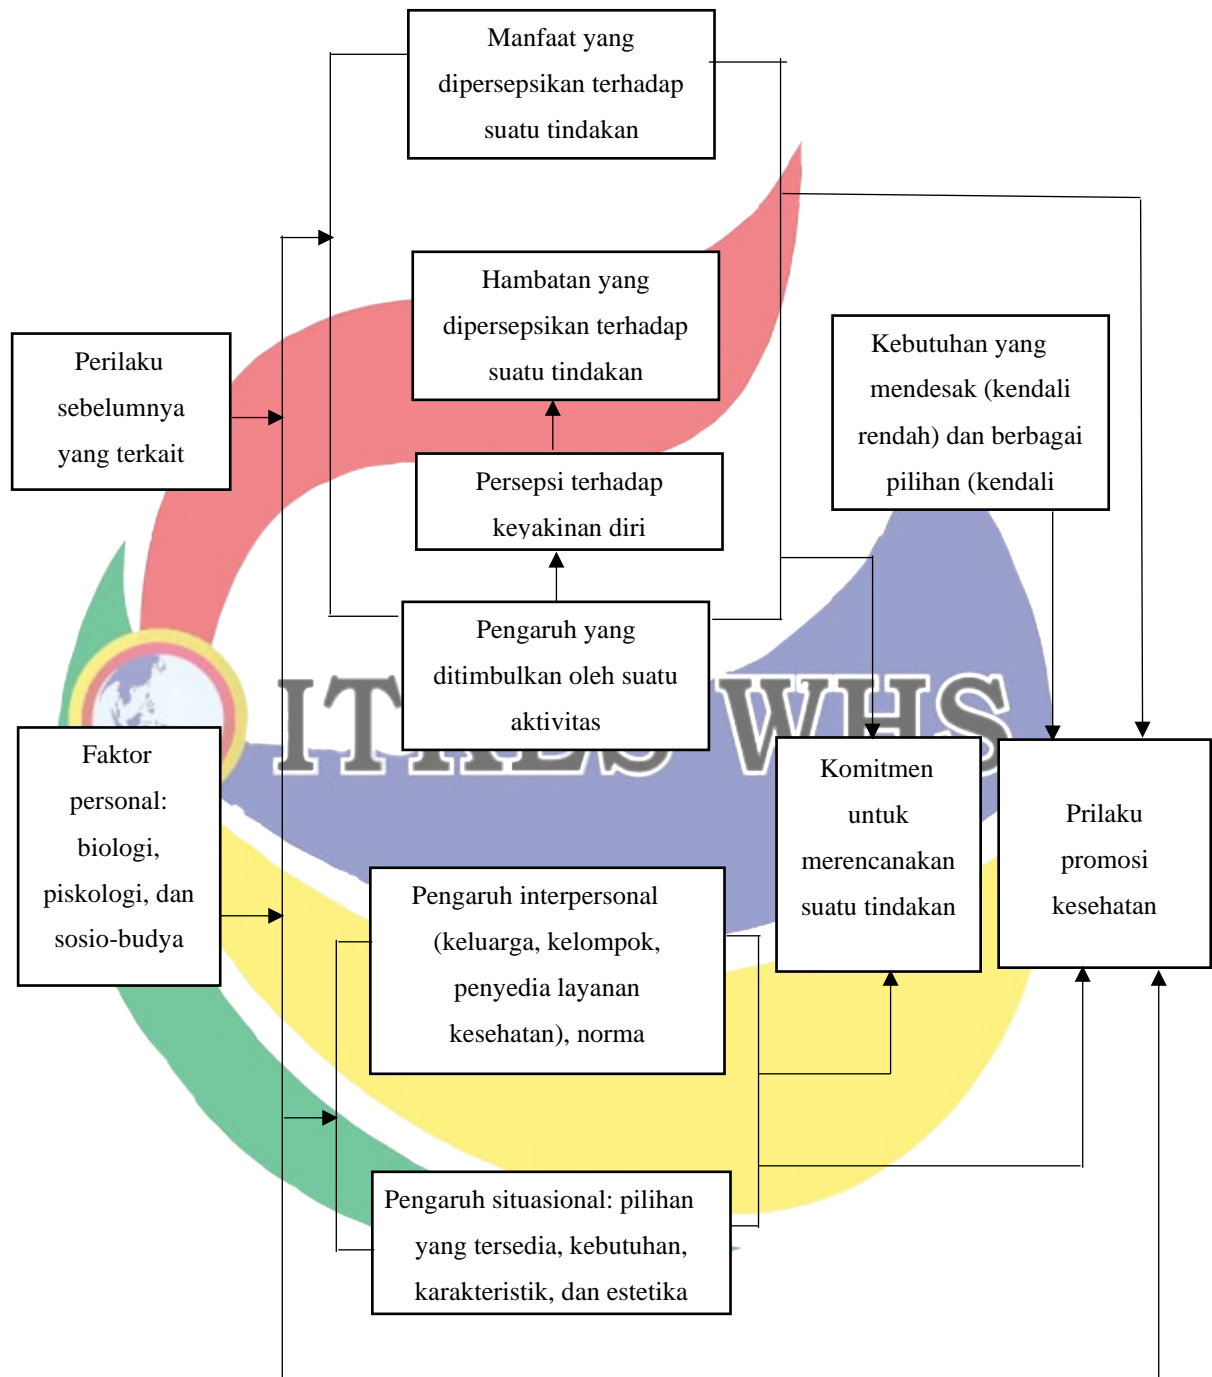 Manfaat yang
dipersepsikan terhadap
suatu tindakan
Hambatan yang
dipersepsikan terhadap
suatu tindakan
Perilaku
sebelumnya
yang terkait
Kebutuhan yang
mendesak (kendali
rendah) dan berbagai
pilihan (kendali
Persepsi terhadap
keyakinan diri
Pengaruh yang
ditimbulkan oleh suatu
aktivitas
ITKES WHS
Faktor
personal:
biologi,
piskologi, dan
sosio-budya
Komitmen
untuk
merencanakan
suatu tindakan
Prilaku
promosi
kesehatan
Pengaruh interpersonal
(keluarga, kelompok,
penyedia layanan
kesehatan), norma
Pengaruh situasional: pilihan
yang tersedia, kebutuhan,
karakteristik, dan estetika